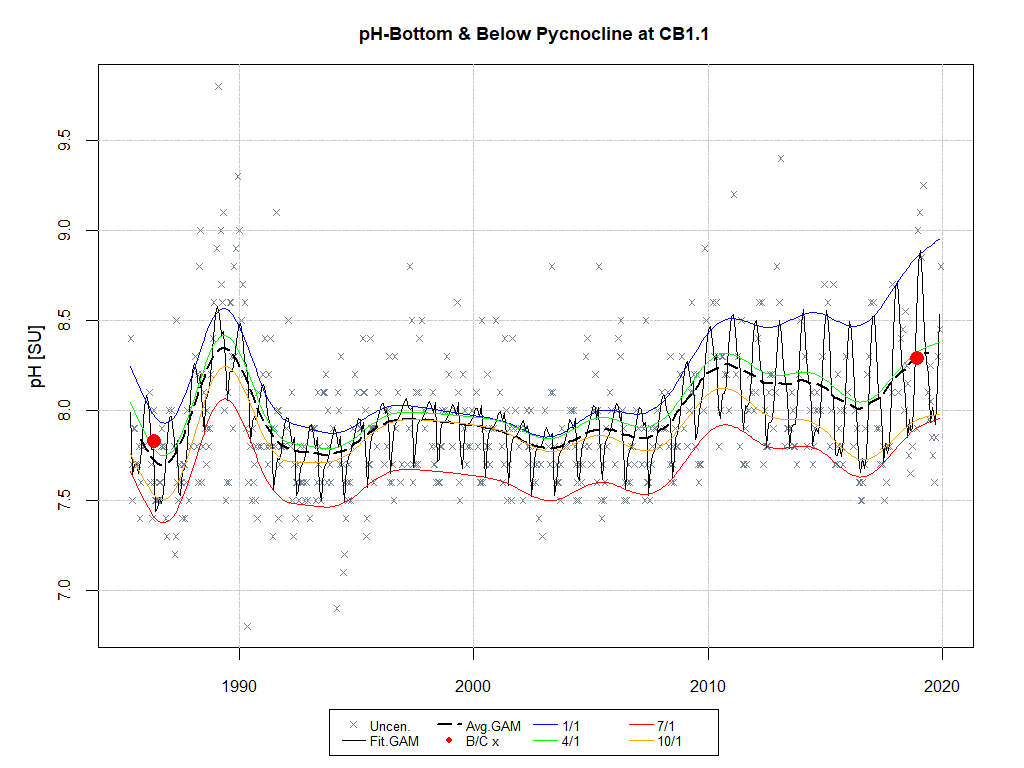 pH-Bottom & Below Pycnocline at CB1.1
pH [SU]
9.5
9.0
8.5
8.0
7.5
7.0
1990 2000 2010 2020
Uncen. Avg.GAM 1/1 7/1
Fit.GAM B/C x 4/1 10/1